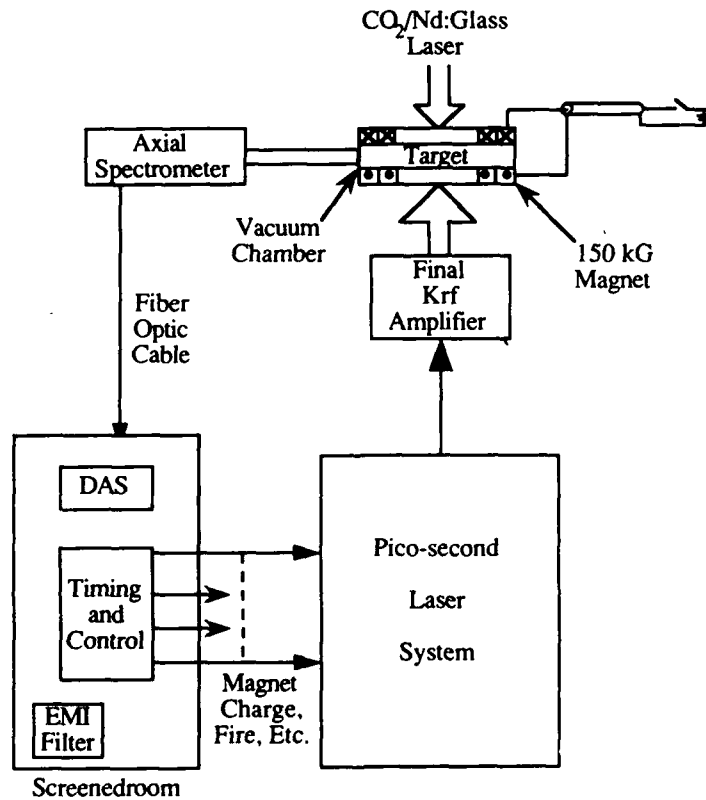 CO2/Nd:Glass
Laser
Axial
Spectrometer
Target
Vacuum
Chamber
150 kG
Magnet
Final
Krf
Amplifier
Fiber
Optic
Cable
DAS
Pico-second
Laser
System
Timing
and
Control
Magnet
Charge,
Fire, Etc.
EMI
Filter
Screenedroom